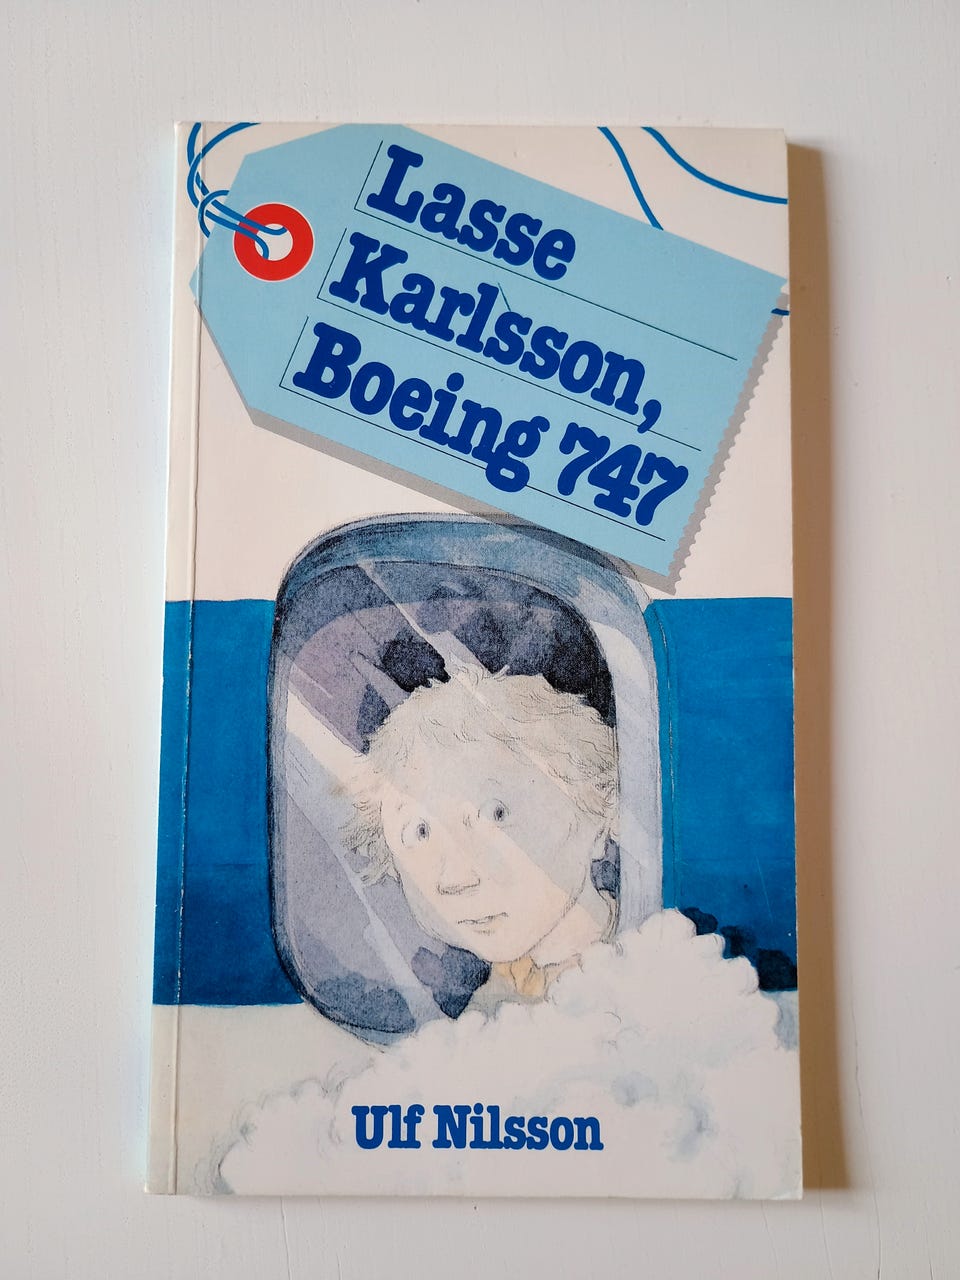 Lasse
Karlsson,
Boeing 747
Ulf Nilsson